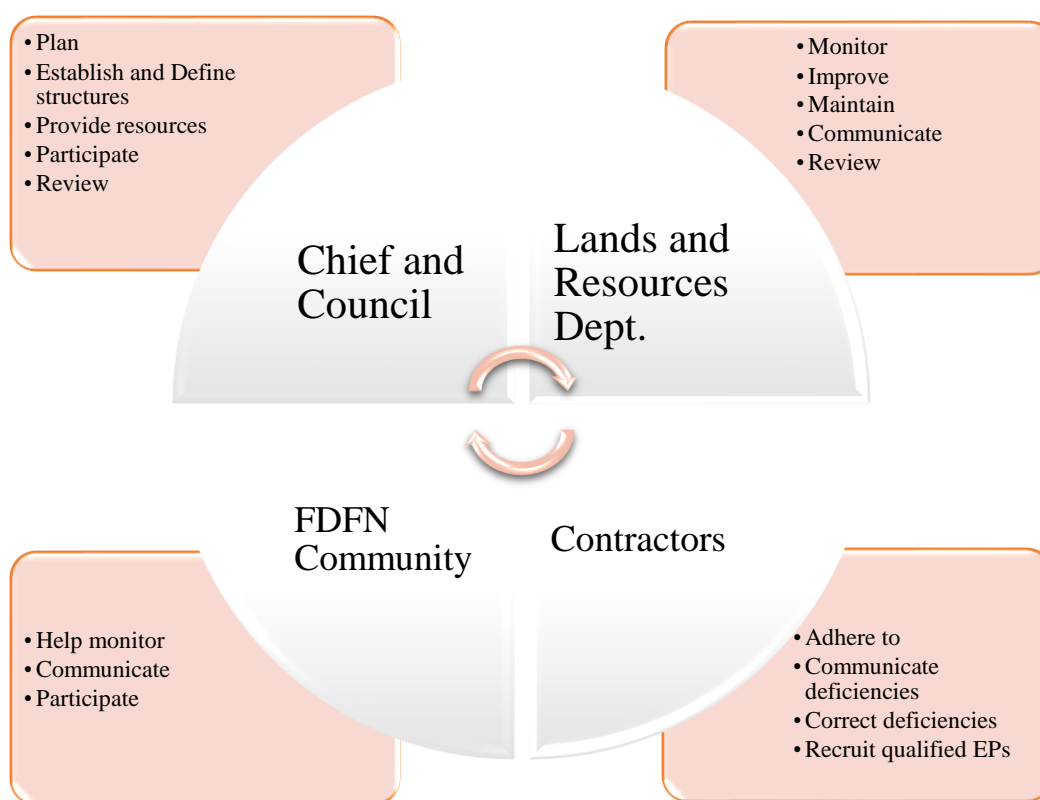 • Plan
• Establish and Define
structures
• Provide resources
• Participate
• Review
• Monitor
• Improve
• Maintain
• Communicate
• Review
Chief and
Council
Lands and
Resources
Dept.
FDFN
Community
Contractors
• Help monitor
• Communicate
• Participate
• Adhere to
• Communicate
deficiencies
• Correct deficiencies
• Recruit qualified EPs